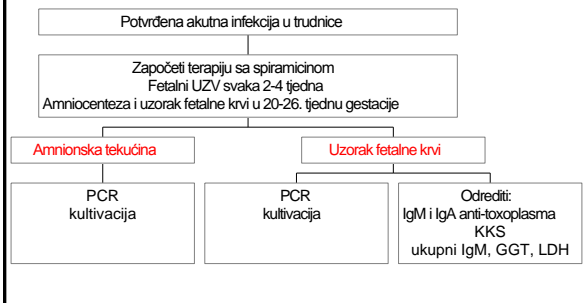 Potvrđena akutna infekcija u trudnice
Započeti terapiju sa spiramicinom
Fetalni UZV svaka 2-4 tjedna
Amniocenteza i uzorak fetalne krvi u 20-26. tjednu gestacije
Amnionska tekućina
Uzorak fetalne krvi
PCR
kultivacija
PCR
kultivacija
Odrediti:
IgM i IgA anti-toxoplasma
KKS
ukupni IgM, GGT, LDH